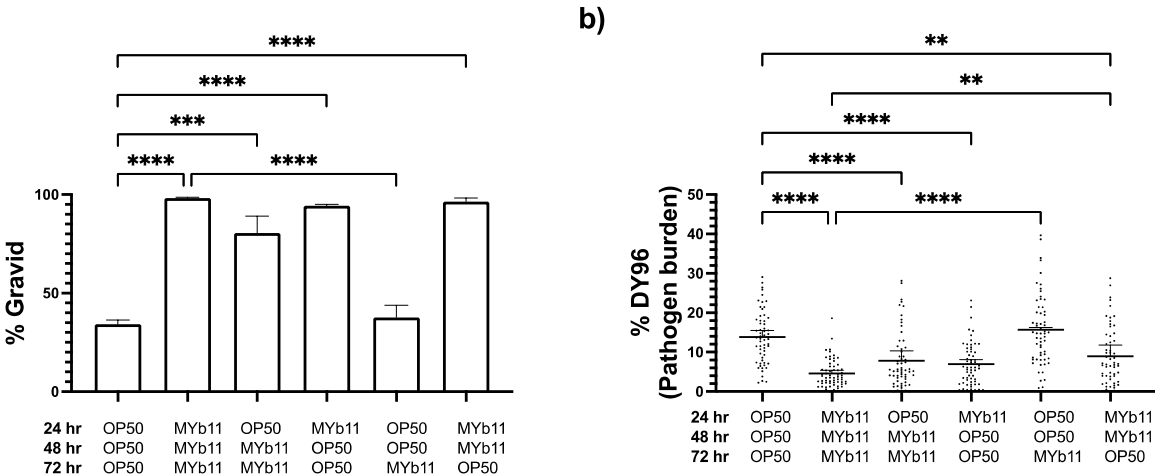 b)
****
****
***
**** ****
% Gravid
100
50
0
24 hr OP50 MYb11 OP50 MYb11 OP50 MYb11
48 hr OP50 MYb11 MYb11 OP50 OP50 MYb11
72 hr OP50 MYb11 MYb11 OP50 MYb11 OP50
**
**
****
****
**** ****
% DY96
(Pathogen burden)
50
40
30
20
10
0
24 hr OP50 MYb11 OP50 MYb11 OP50 MYb11
48 hr OP50 MYb11 MYb11 OP50 OP50 MYb11
72 hr OP50 MYb11 MYb11 OP50 MYb11 OP50